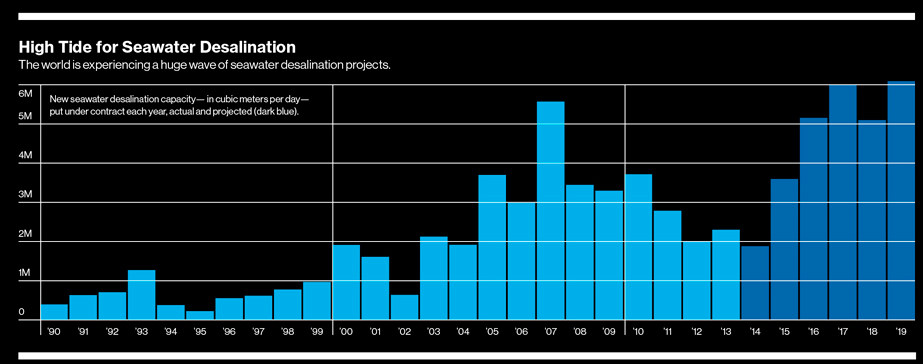 High Tide for Seawater Desalination
The world is experiencing a huge wave of seawater desalination projects.
New seawater desalination capacity— in cubic meters per day—
put under contract each year, actual and projected (dark blue).
6M
5M
4M
3M
2M
1M
0
'90 '91 '92 '93 '94 '95 '96 '97 '98 '99 '00 '01 '02 '03 '04 '05 '06 '07 '08 '09 '10 '11 '12 '13 '14 '15 '16 '17 '18 '19